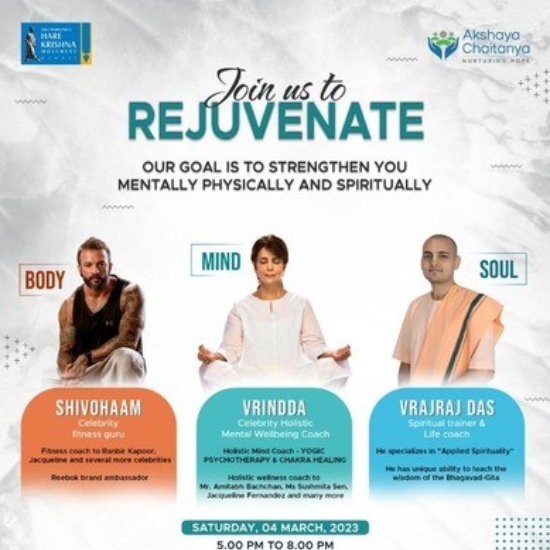 HARE
KRISHNA
MOVEMENT
Akshaya
Chaitanya
NURTURING HOPE
Join us to
REJUVENATE
OUR GOAL IS TO STRENGTHEN YOU
MENTALLY PHYSICALLY AND SPIRITUALLY
BODY
MIND
SOUL
SHIVOHAAM
Celebrity
fitness guru
Fitness coach to Ranbir Kapoor,
Jacqueline and several more celebrities
Reebok brand ambassador
VRINDDA
Celebrity Holistic
Mental Wellbeing Coach
Holistic Mind Coach - YOGIC
PSYCHOTHERAPY & CHAKRA HEALING
Holistic wellness coach to
Mr. Amitabh Bachchan, Ms Sushmita Sen,
Jacqueline Fernandez and many more
VRAJRAJ DAS
Spiritual trainer &
Life coach
He specializes in "Applied Spirituality"
He has unique ability to teach the
wisdom of the Bhagavad-Gita
SATURDAY, 04 MARCH, 2023
5.00 PM TO 8.00 PM